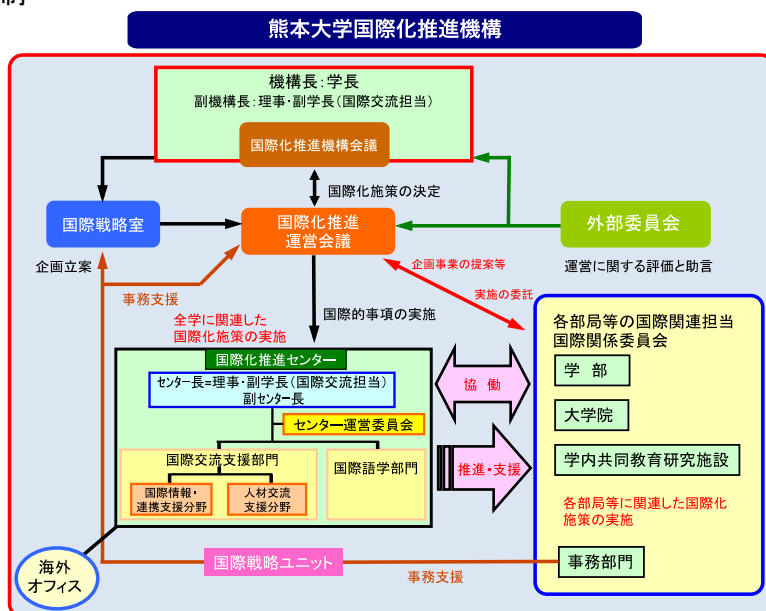 熊本大学国際化推進機構
機構長：学長
副機構長：理事・副学長（国際交流担当）
国際化推進機構会議
国際化施策の決定
国際戦略室
国際化推進
運営会議
外部委員会
企画立案
企画事業の提案等
運営に関する評価と助言
事務支援
実施の委託
国際的事項の実施
全学に関連した
国際化施策の実施
各部局等の国際関連担当
国際関係委員会
国際化推進センター
学 部
センター長=理事・副学長（国際交流担当）
副センター長
協 働
大学院
センター運営委員会
国際交流支援部門
国際語学部門
推進・支援
学内共同教育研究施設
国際情報・
連携支援分野
人材交流
支援分野
各部局等に関連した国際化
施策の実施
国際戦略ユニット
事務部門
海外
オフィス
事務支援